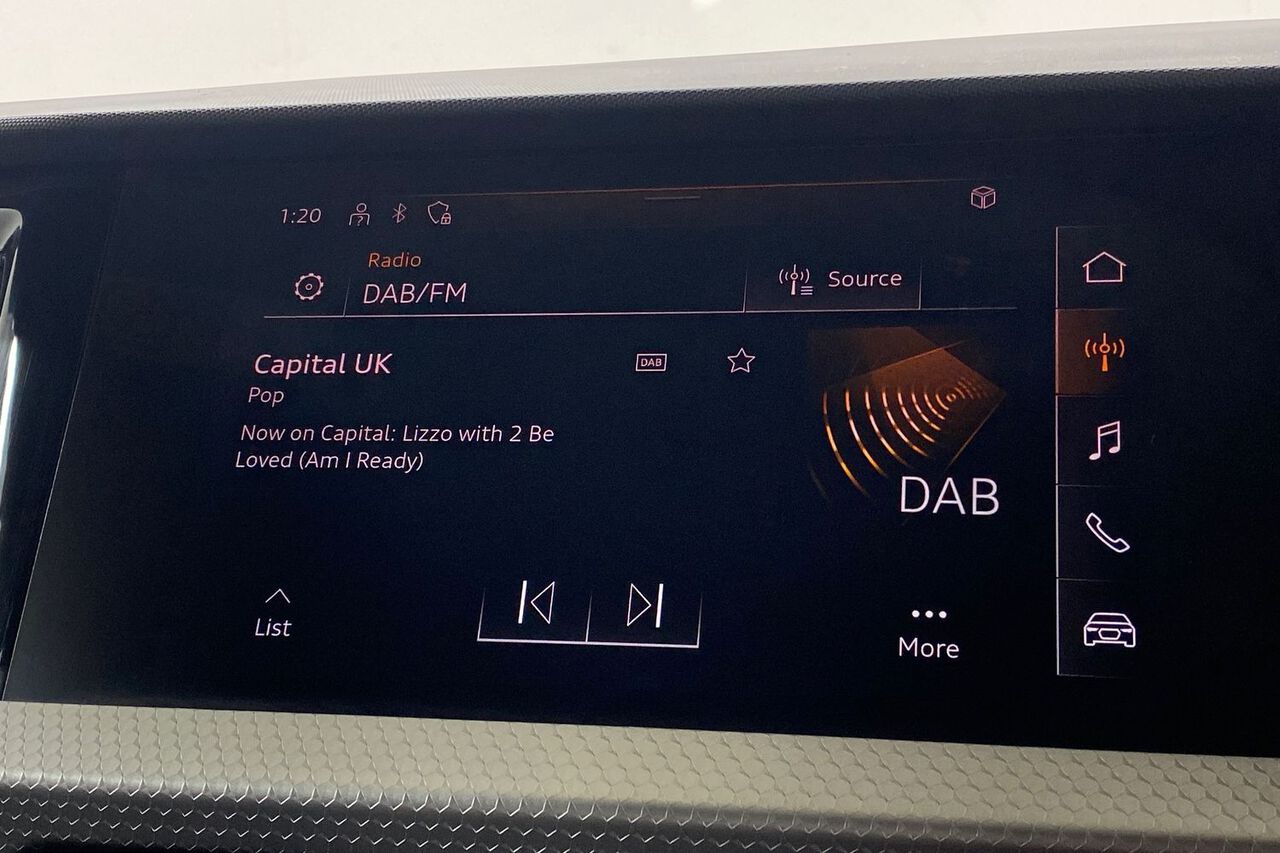 1:20
Radio
DAB/FM
Source
Capital UK
DAB
Pop
Now on Capital: Lizzo with 2 Be
Loved (Am I Ready)
DAB
List
More